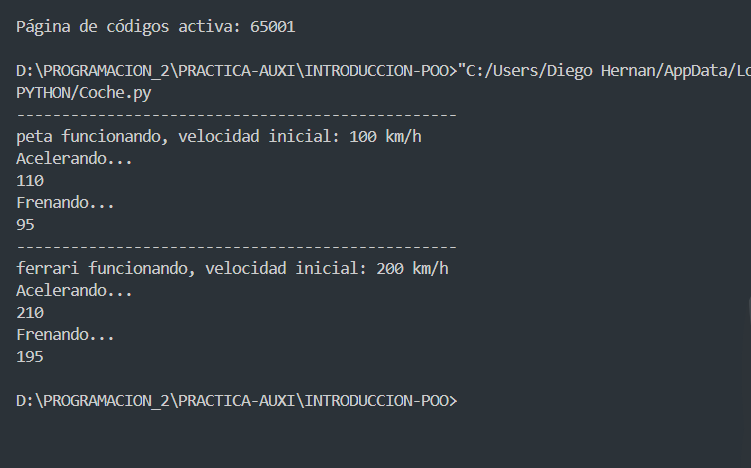 Página de códigos activa: 65001
D:\PROGRAMACION_2\PRACTICA-AUXI\INTRODUCCION-POO>"C:/Users/Diego Hernan/AppData/Lo
PYTHON/Coche.py
-------------------------------------------------
peta funcionando, velocidad inicial: 100 km/h
Acelerando...
110
Frenando...
95
-------------------------------------------------
ferrari funcionando, velocidad inicial: 200 km/h
Acelerando...
210
Frenando...
195
D:\PROGRAMACION_2\PRACTICA-AUXI\INTRODUCCION-POO>